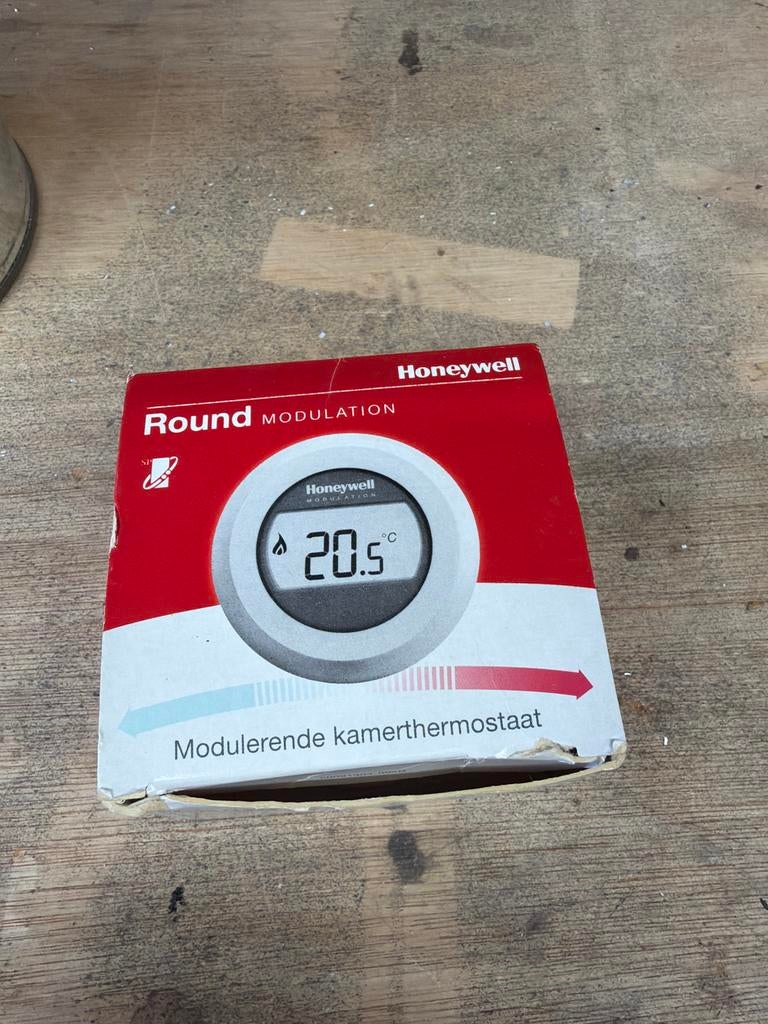 Honeywell
Round MODULATION
Honeywell
MODULATION
20.5 °C
Modulerende kamerthermostaat